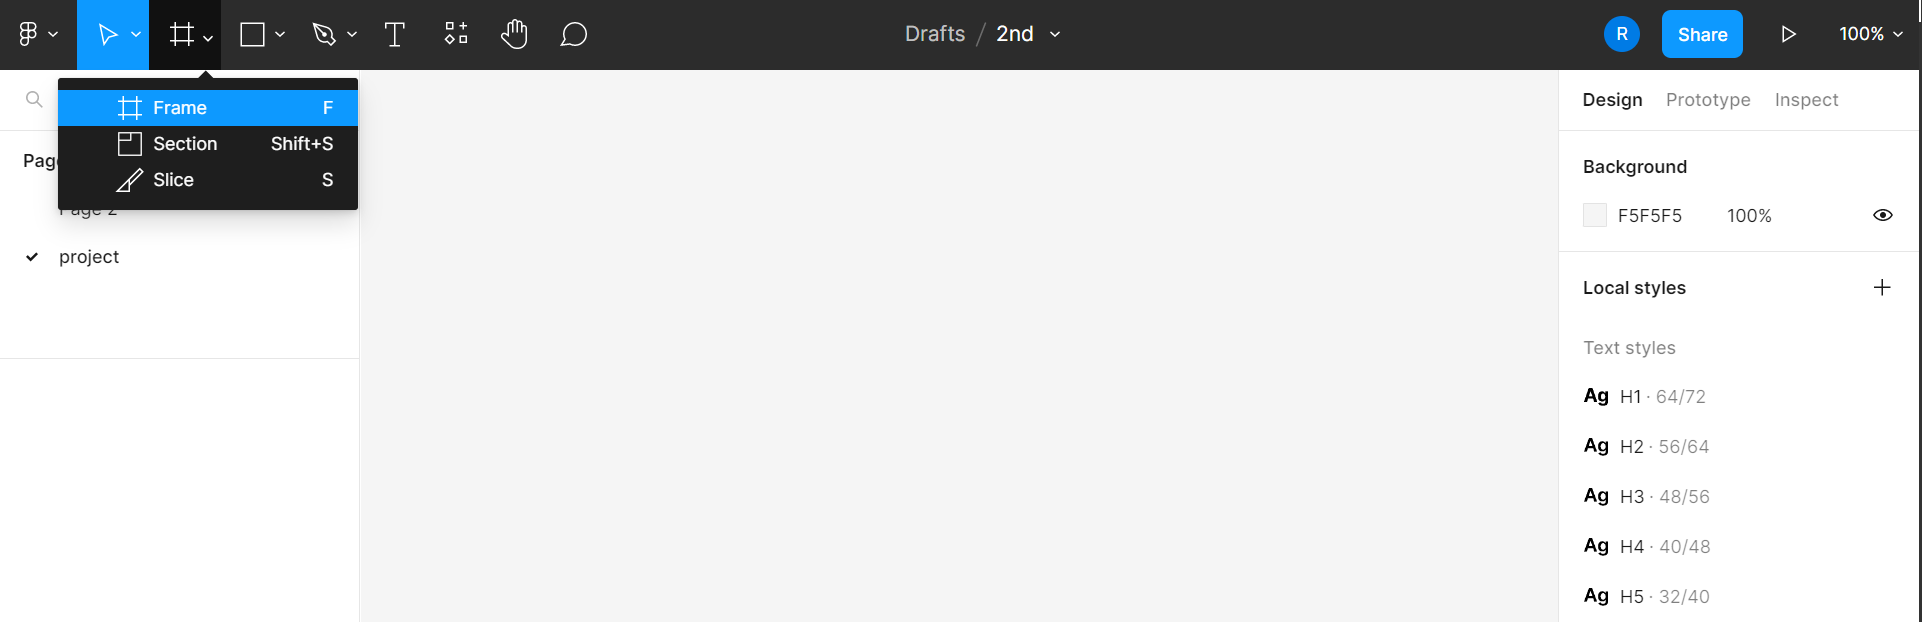 Drafts / 2nd
R
Share
100%
Frame F
Section Shift+S
Slice S
Pag
Page 2
project
Design Prototype Inspect
Background
F5F5F5 100%
Local styles
Text styles
Ag H1 · 64/72
Ag H2 · 56/64
Ag H3 · 48/56
Ag H4 · 40/48
Ag H5 · 32/40